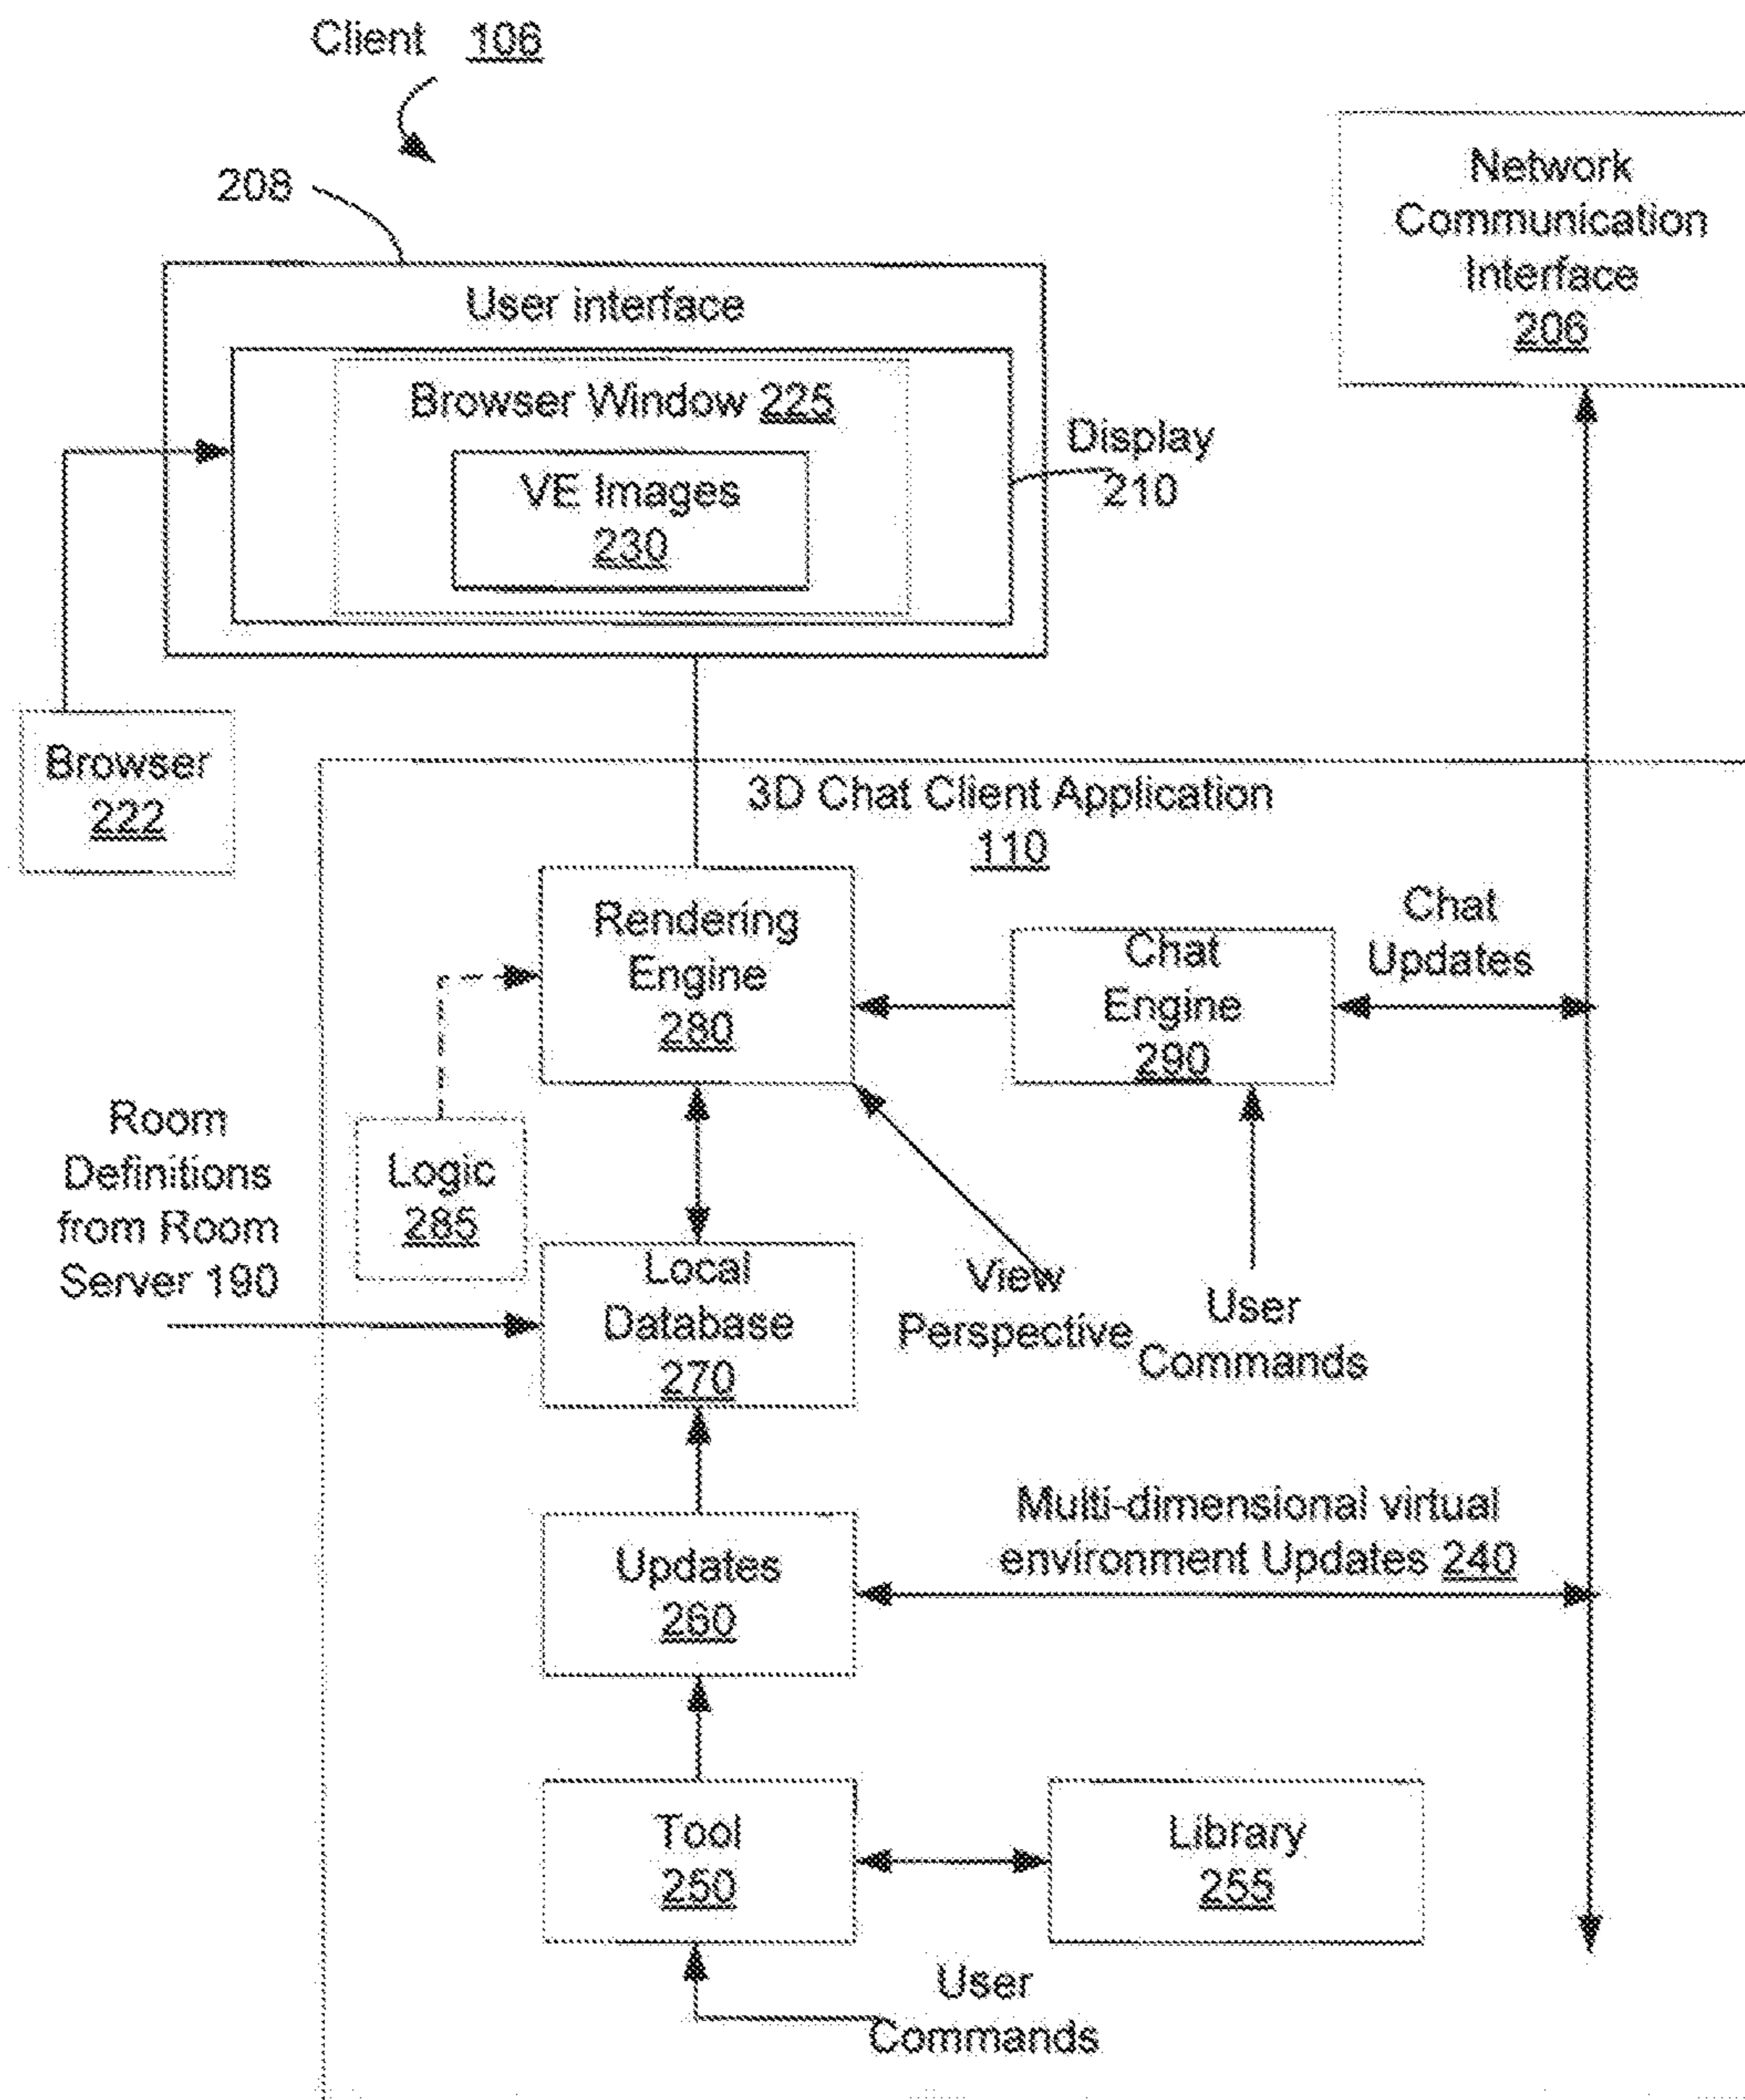 Client 106
208
Network
Communication
Interface
206
User interface
Browser Window 225
VE Images
230
Display
210
Browser
222
3D Chat Client Application
110
Rendering
Engine
280
Chat
Engine
290
Chat
Updates
Room
Definitions
from Room
Server 190
Logic
285
Local
Database
270
View
Perspective
User
Commands
Updates
260
Multi-dimensional virtual
environment Updates 240
Tool
250
Library
255
User
Commands